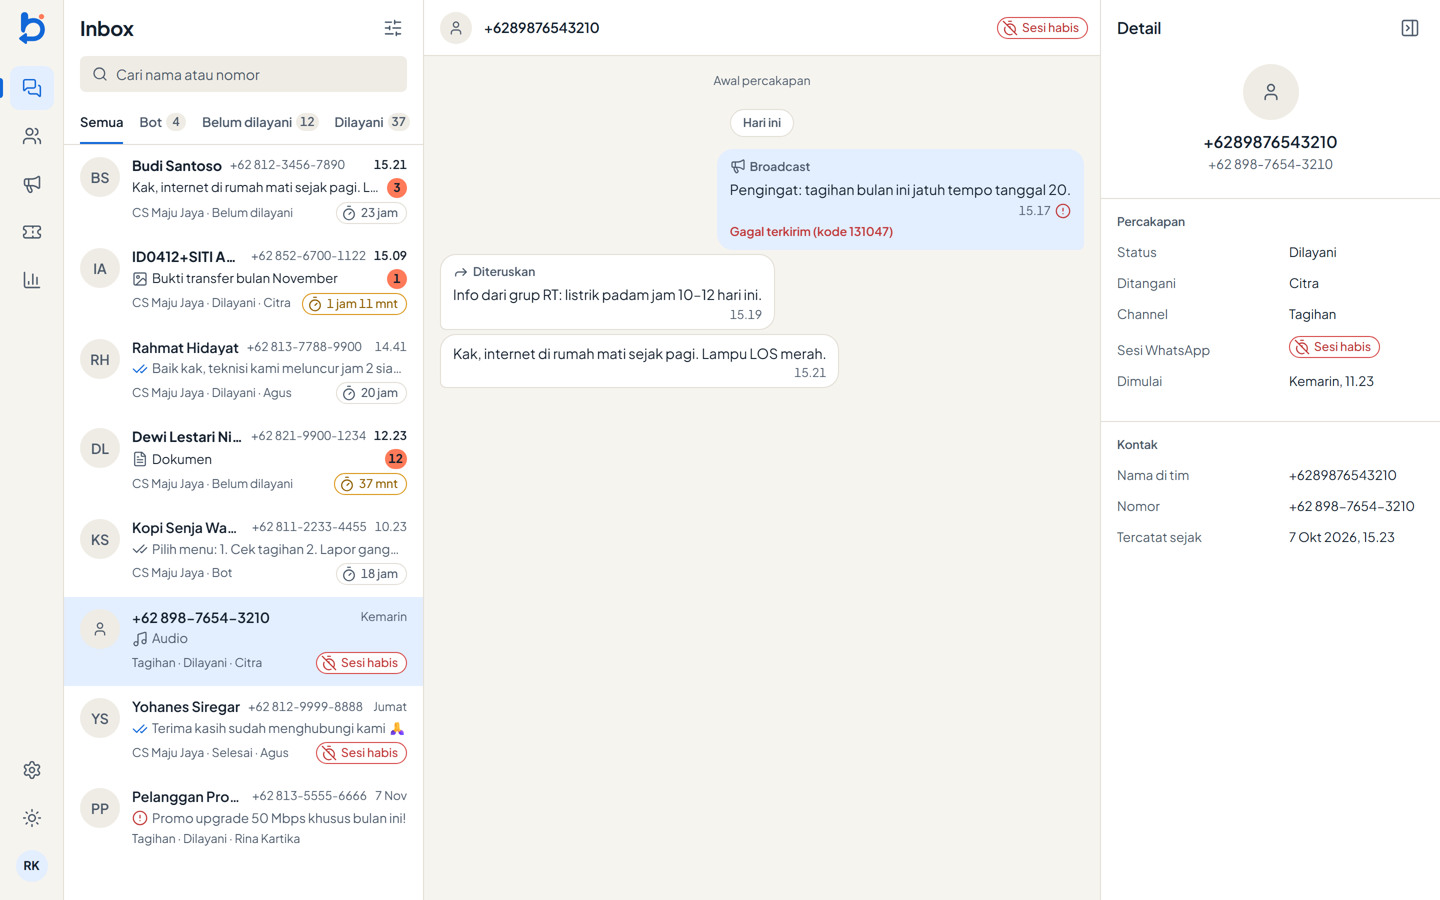 Inbox
Cari nama atau nomor
Semua Bot 4 Belum dilayani 12 Dilayani 37
BS Budi Santoso +62 812-3456-7890 15.21
Kak, internet di rumah mati sejak pagi. L... 3
CS Maju Jaya · Belum dilayani 23 jam
IA ID0412+SITI A... +62 852-6700-1122 15.09
Bukti transfer bulan November 1
CS Maju Jaya · Dilayani · Citra 1 jam 11 mnt
RH Rahmat Hidayat +62 813-7788-9900 14.41
Baik kak, teknisi kami meluncur jam 2 sia...
CS Maju Jaya · Dilayani · Agus 20 jam
DL Dewi Lestari Ni... +62 821-9900-1234 12.23
Dokumen 12
CS Maju Jaya · Belum dilayani 37 mnt
KS Kopi Senja Wa... +62 811-2233-4455 10.23
Pilih menu: 1. Cek tagihan 2. Lapor gang...
CS Maju Jaya · Bot 18 jam
+62 898-7654-3210 Kemarin
Audio
Tagihan · Dilayani · Citra Sesi habis
YS Yohanes Siregar +62 812-9999-8888 Jumat
Terima kasih sudah menghubungi kami 🙏
CS Maju Jaya · Selesai · Agus Sesi habis
PP Pelanggan Pro... +62 813-5555-6666 7 Nov
Promo upgrade 50 Mbps khusus bulan ini!
Tagihan · Dilayani · Rina Kartika
RK
+6289876543210 Sesi habis
Awal percakapan
Hari ini
Broadcast
Pengingat: tagihan bulan ini jatuh tempo tanggal 20.
15.17
Gagal terkirim (kode 131047)
Diteruskan
Info dari grup RT: listrik padam jam 10–12 hari ini.
15.19
Kak, internet di rumah mati sejak pagi. Lampu LOS merah.
15.21
Detail
+6289876543210
+62 898-7654-3210
Percakapan
Status Dilayani
Ditangani Citra
Channel Tagihan
Sesi WhatsApp Sesi habis
Dimulai Kemarin, 11.23
Kontak
Nama di tim +6289876543210
Nomor +62 898-7654-3210
Tercatat sejak 7 Okt 2026, 15.23